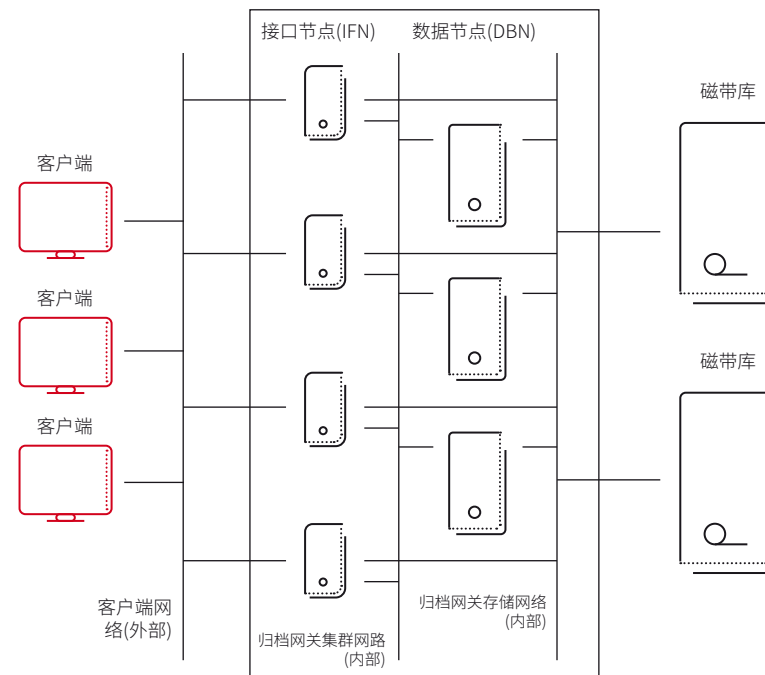 接口节点(IFN)
数据节点(DBN)
磁带库
客户端
客户端
磁带库
客户端
客户端网
络(外部)
归档网关集群网路
(内部)
归档网关存储网络
(内部)